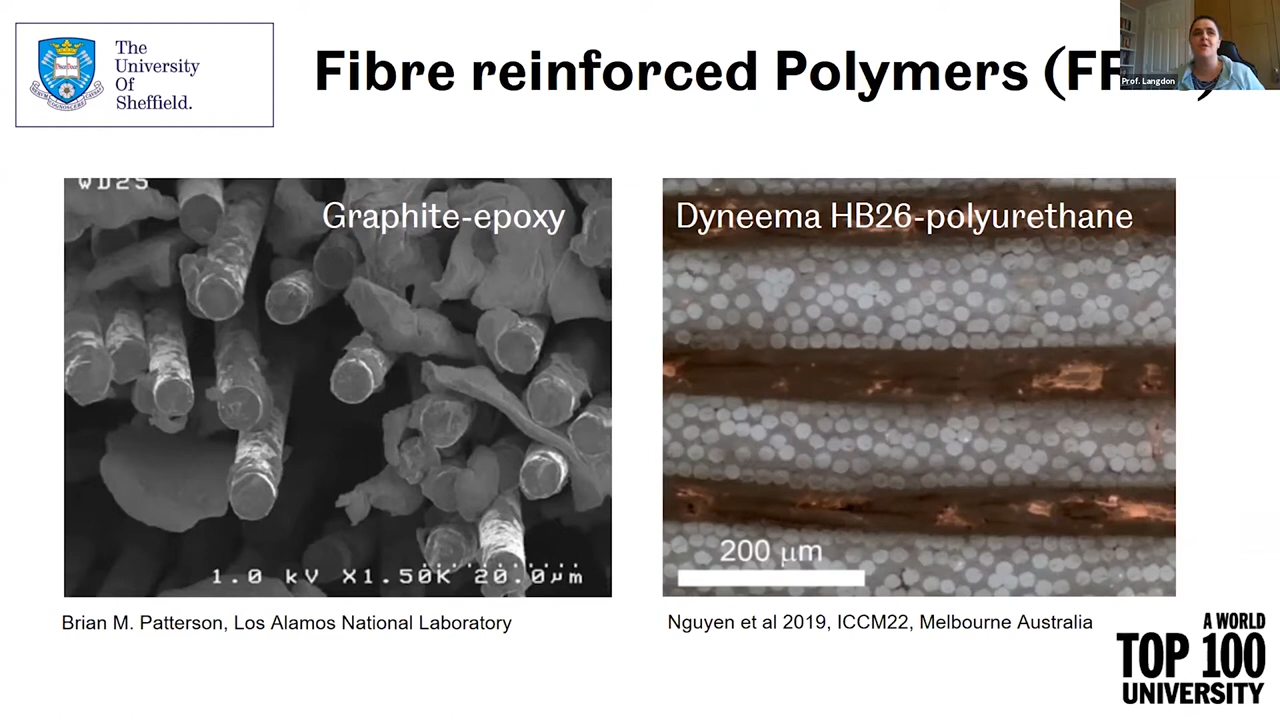 The
University
Of
Sheffield.
Fibre reinforced Polymers (F
Prof. Langdon
WD25
Graphite-epoxy
1.0 kV X1.50K 20.0μm
Dyneema HB26-polyurethane
200 μm
Brian M. Patterson, Los Alamos National Laboratory
Nguyen et al 2019, ICCM22, Melbourne Australia
A WORLD
TOP 100
UNIVERSITY